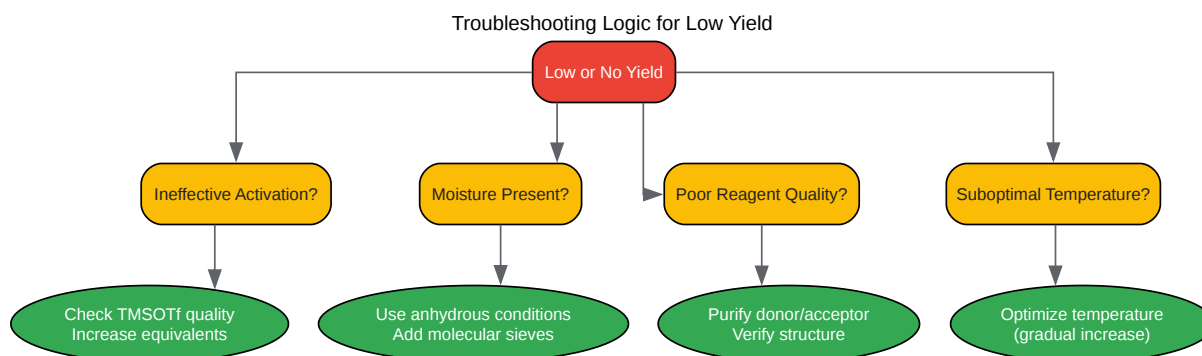 Troubleshooting Logic for Low Yield
Low or No Yield
Ineffective Activation?
Moisture Present?
Poor Reagent Quality?
Suboptimal Temperature?
Check TMSOTf quality
Increase equivalents
Use anhydrous conditions
Add molecular sieves
Purify donor/acceptor
Verify structure
Optimize temperature
(gradual increase)